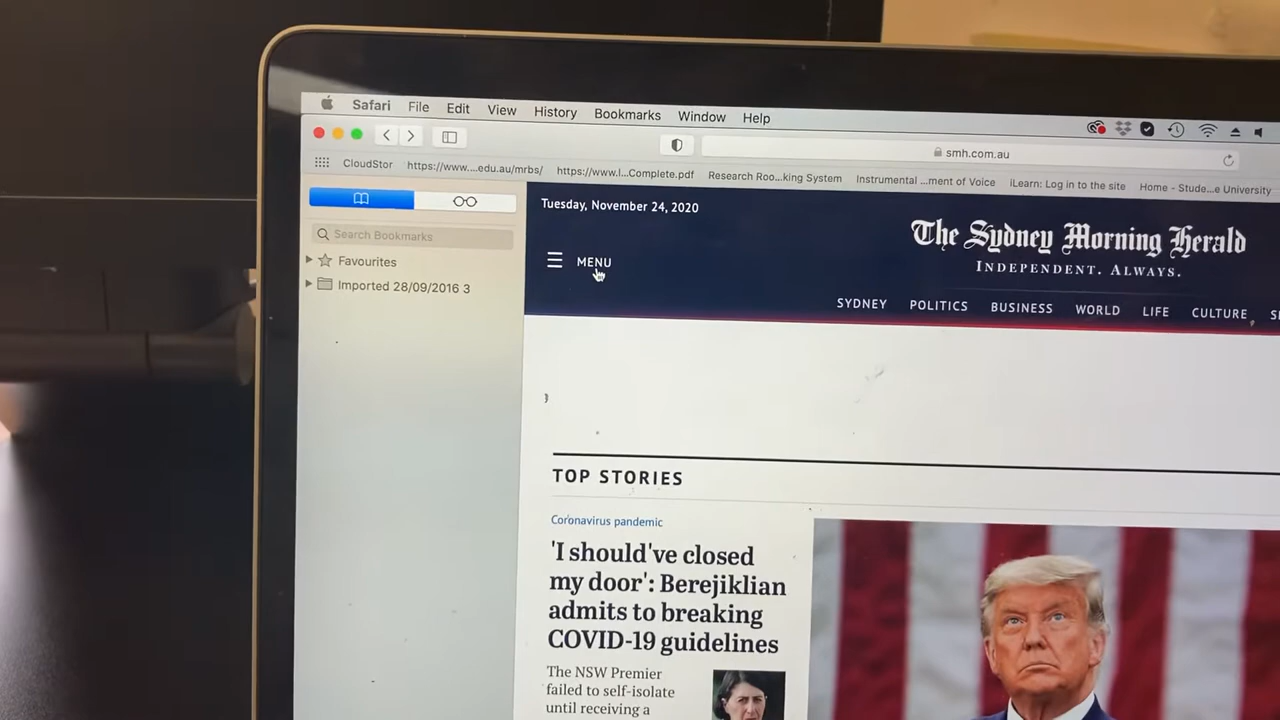 Safari File Edit View History Bookmarks Window Help
smh.com.au
CloudStor https://www....edu.au/mrbs/ https://www.l...Complete.pdf Research Roo...king System Instrumental ...ment of Voice iLearn: Log in to the site Home - Stude...e University
Search Bookmarks
Favourites
Imported 28/09/2016 3
Tuesday, November 24, 2020
MENU
The Sydney Morning Herald
INDEPENDENT. ALWAYS.
SYDNEY POLITICS BUSINESS WORLD LIFE CULTURE
TOP STORIES
Coronavirus pandemic
'I should've closed
my door': Berejiklian
admits to breaking
COVID-19 guidelines
The NSW Premier
failed to self-isolate
until receiving a